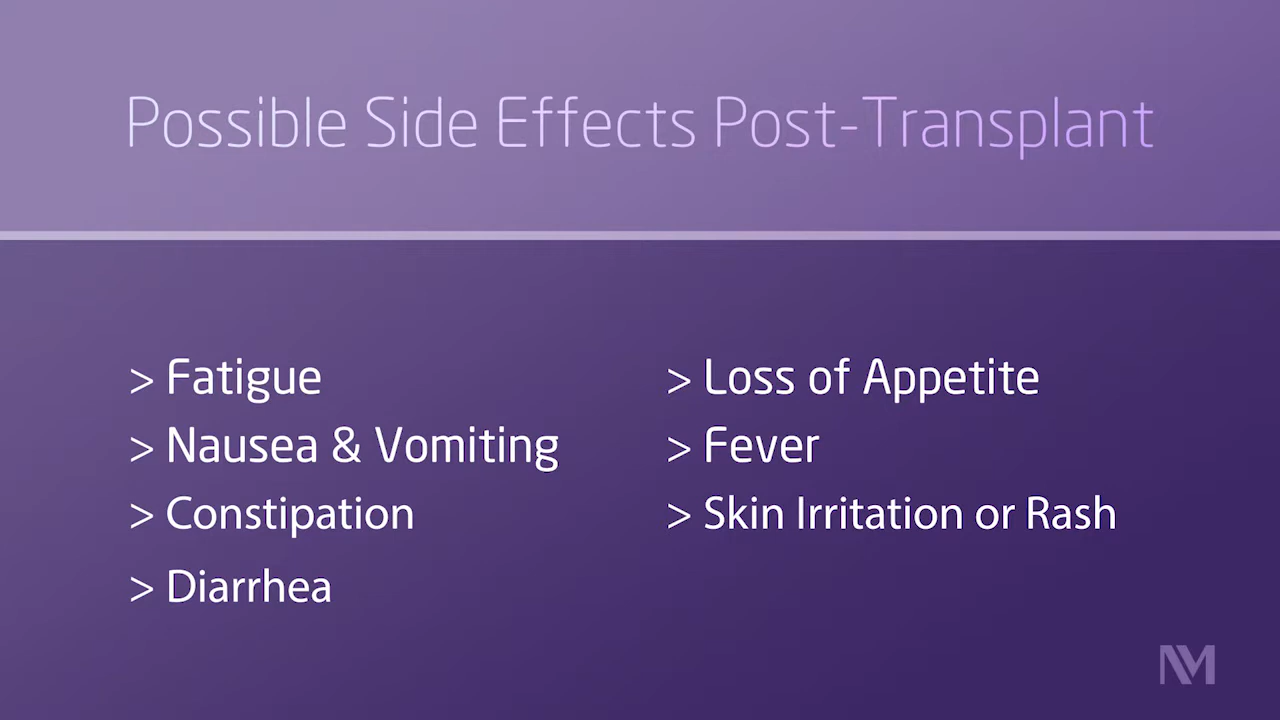 Possible Side Effects Post-Transplant
> Fatigue
> Nausea & Vomiting
> Constipation
> Diarrhea
> Loss of Appetite
> Fever
> Skin Irritation or Rash
NM